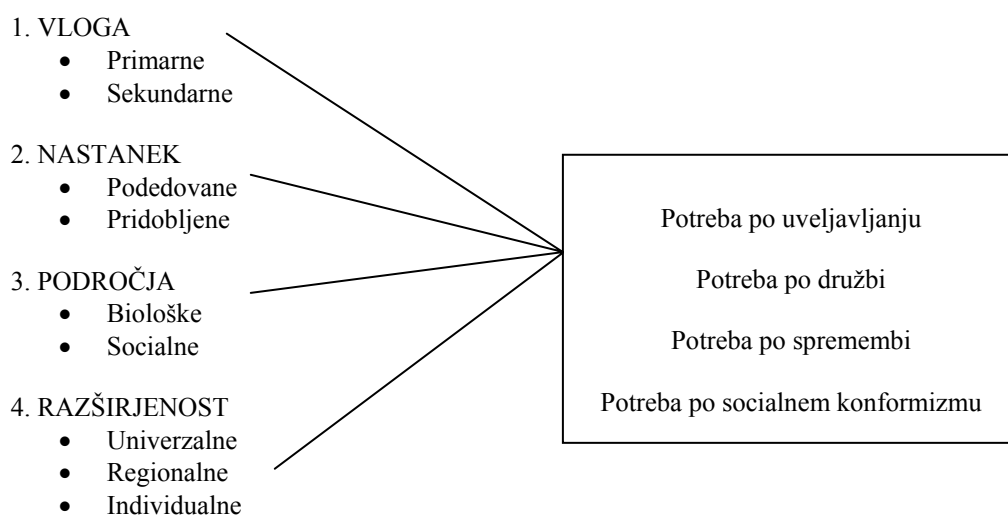 1. VLOGA
• Primarne
• Sekundarne
2. NASTANEK
• Podedovane
• Pridobljene
3. PODROČJA
• Biološke
• Socialne
4. RAZŠIRJENOST
• Univerzalne
• Regionalne
• Individualne
Potreba po uveljavljanju
Potreba po družbi
Potreba po spremembi
Potreba po socialnem konformizmu